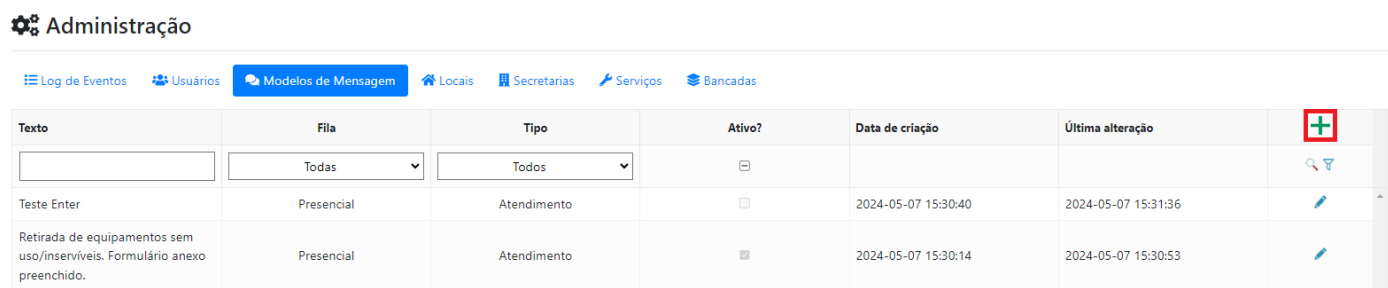 Administração
Log de Eventos Usuários Modelos de Mensagem Locais Secretarias Serviços Bancadas
Texto Fila Tipo Ativo? Data de criação Última alteração
Todas Todos
Teste Enter Presencial Atendimento 2024-05-07 15:30:40 2024-05-07 15:31:36
Retirada de equipamentos sem
uso/inservíveis. Formulário anexo Presencial Atendimento 2024-05-07 15:30:14 2024-05-07 15:30:53
preenchido.